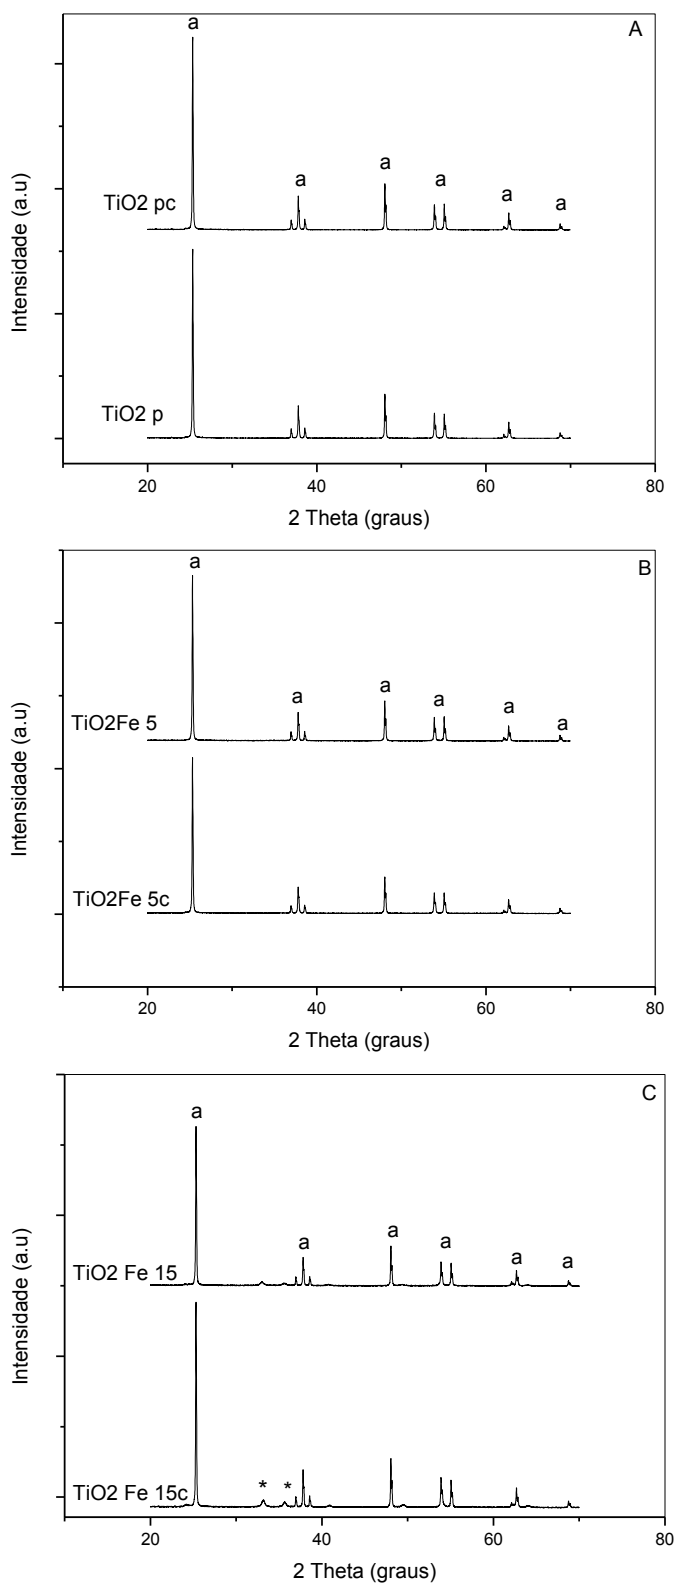 a
A
a
a
a
a
a
TiO2 pc
TiO2 p
Intensidade (a.u)
20
40
60
80
2 Theta (graus)
a
B
a
a
a
a
a
TiO2Fe 5
TiO2Fe 5c
Intensidade (a.u)
20
40
60
80
2 Theta (graus)
C
a
a
a
a
a
a
TiO2 Fe 15
* *
TiO2 Fe 15c
Intensidade (a.u)
20
40
60
80
2 Theta (graus)